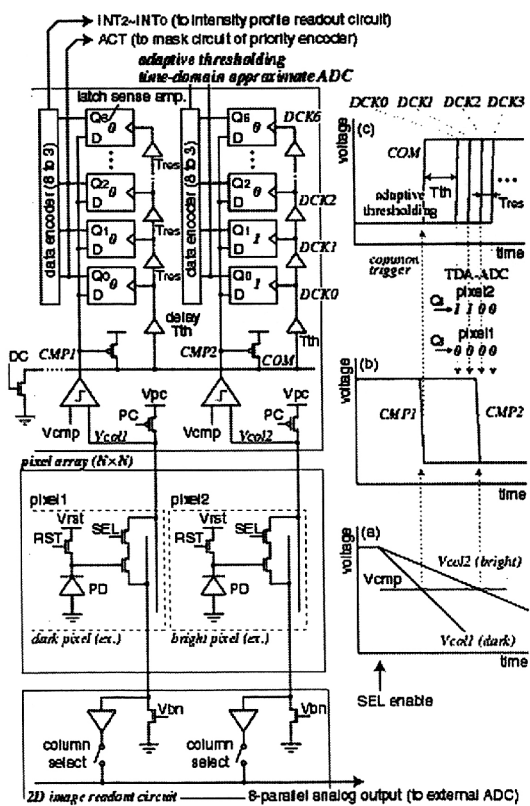 INT2~INT0 (to intensity profile readout circuit)
ACT (to mask circuit of priority encoder)
adaptive thresholding
time-domain approximate ADC
latch sense amp.
data encoder (8 to 3)
Q6 0
D
Q2 0
D
Q1 0
D
Q0 0
D
Tres
Tres
Tres
delay
Tth
data encoder (8 to 3)
Q6 0
D
Q2 0
D
Q1 1
D
Q0 1
D
DCK6
DCK2
DCK1
DCK0
Tth
DC
CMP1
CMP2
COM
Vpc
PC
Vcmp
Vcol1
Vpc
PC
Vcmp
Vcol2
pixel array (N×N)
pixel1
Vrst
RST
SEL
PD
dark pixel (ex.)
pixel2
Vrst
RST
SEL
PD
bright pixel (ex.)
Vbn
column
select
Vbn
column
select
2D image readout circuit
8-parallel analog output (to external ADC)
DCK0 DCK1 DCK2 DCK3
voltage
(c)
COM
Tth
Tres
adaptive
thresholding
time
common
trigger
TDA-ADC
pixel2
Qi 1 1 0 0
pixel1
Qi 0 0 0 0
voltage
(b)
CMP1
CMP2
time
voltage
(a)
Vcmp
Vcol2 (bright)
Vcol1 (dark)
time
SEL enable